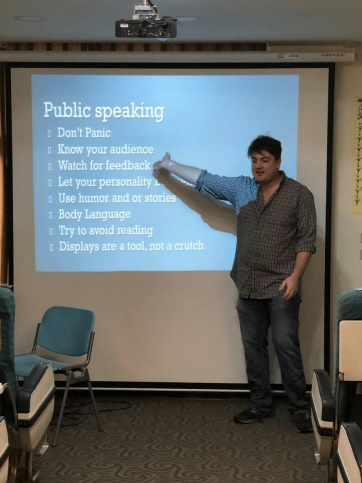 Public speaking
Don't Panic
Know your audience
Watch for feedback
Let your personality
Use humor and or stories
Body Language
Try to avoid reading
Displays are a tool, not a crutch